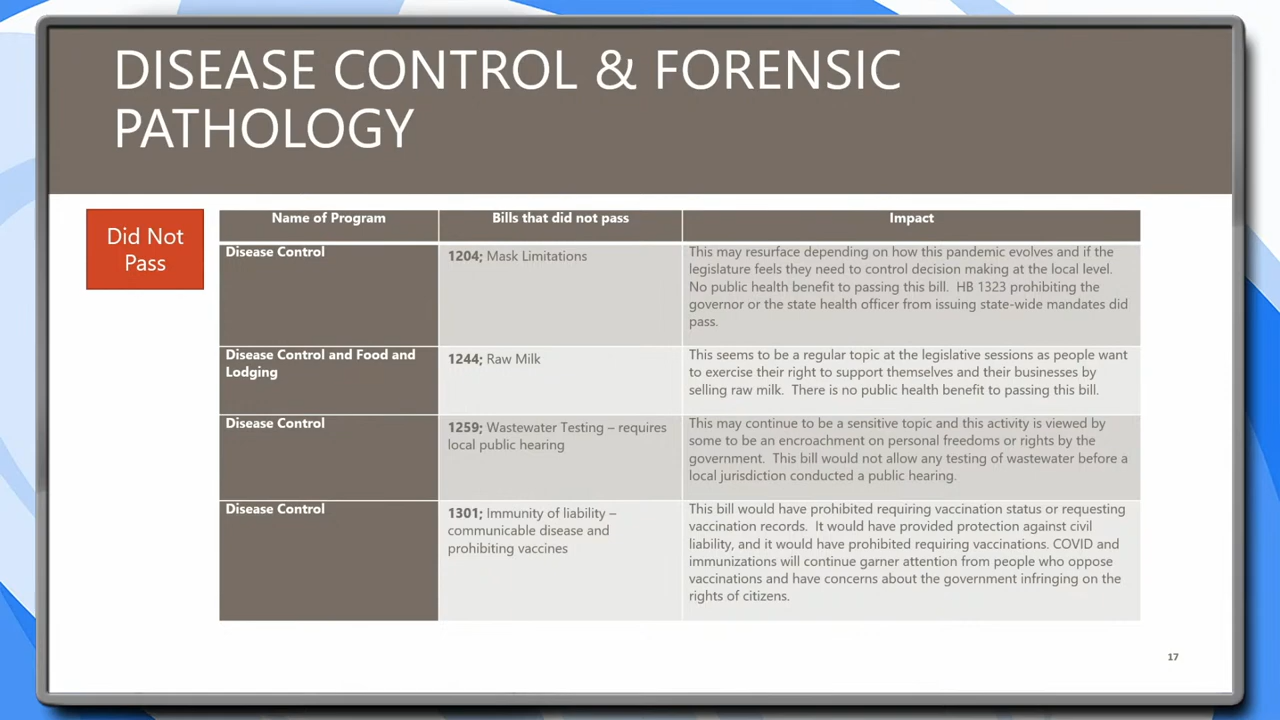 DISEASE CONTROL & FORENSIC
PATHOLOGY
Did Not
Pass
Name of Program
Bills that did not pass
Impact
Disease Control
1204; Mask Limitations
This may resurface depending on how this pandemic evolves and if the
legislature feels they need to control decision making at the local level.
No public health benefit to passing this bill.  HB 1323 prohibiting the
governor or the state health officer from issuing state-wide mandates did
pass.
Disease Control and Food and
Lodging
1244; Raw Milk
This seems to be a regular topic at the legislative sessions as people want
to exercise their right to support themselves and their businesses by
selling raw milk.  There is no public health benefit to passing this bill.
Disease Control
1259; Wastewater Testing – requires
local public hearing
This may continue to be a sensitive topic and this activity is viewed by
some to be an encroachment on personal freedoms or rights by the
government.  This bill would not allow any testing of wastewater before a
local jurisdiction conducted a public hearing.
Disease Control
1301; Immunity of liability –
communicable disease and
prohibiting vaccines
This bill would have prohibited requiring vaccination status or requesting
vaccination records.  It would have provided protection against civil
liability, and it would have prohibited requiring vaccinations. COVID and
immunizations will continue garner attention from people who oppose
vaccinations and have concerns about the government infringing on the
rights of citizens.
17